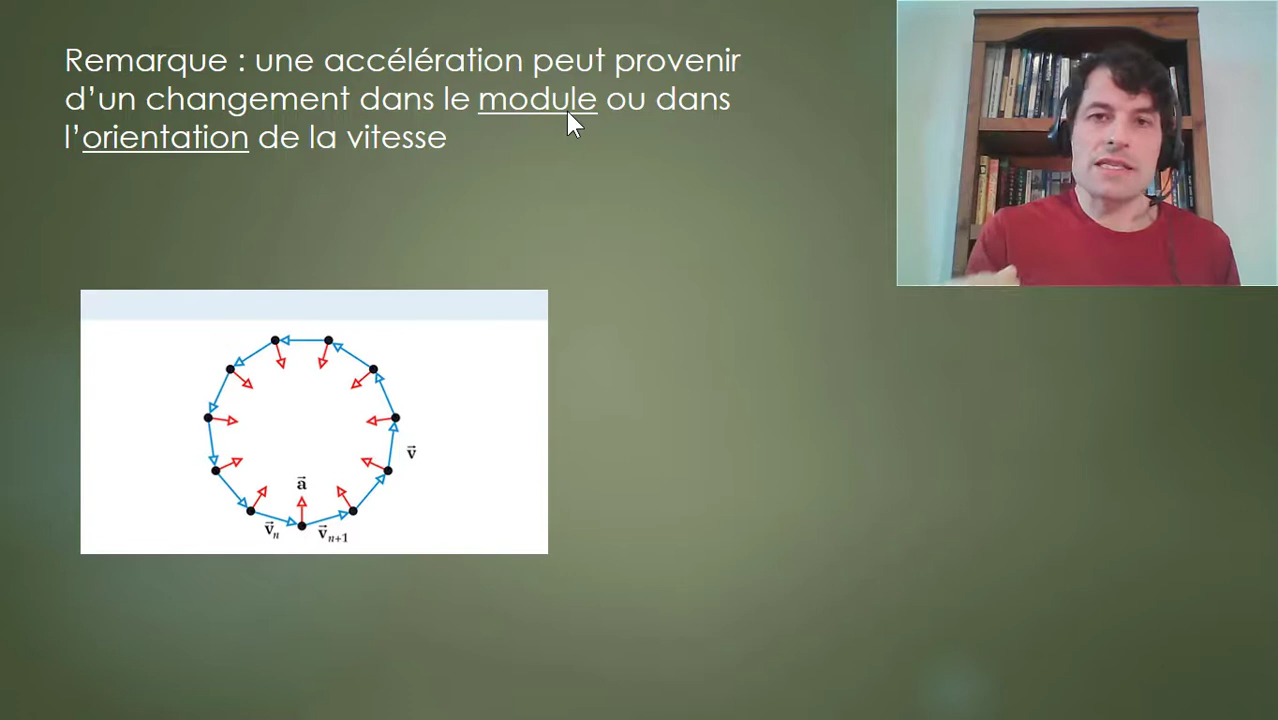 Remarque : une accélération peut provenir
d’un changement dans le module ou dans
l’orientation de la vitesse
v⃗
a⃗
v⃗ₙ
v⃗ₙ₊₁